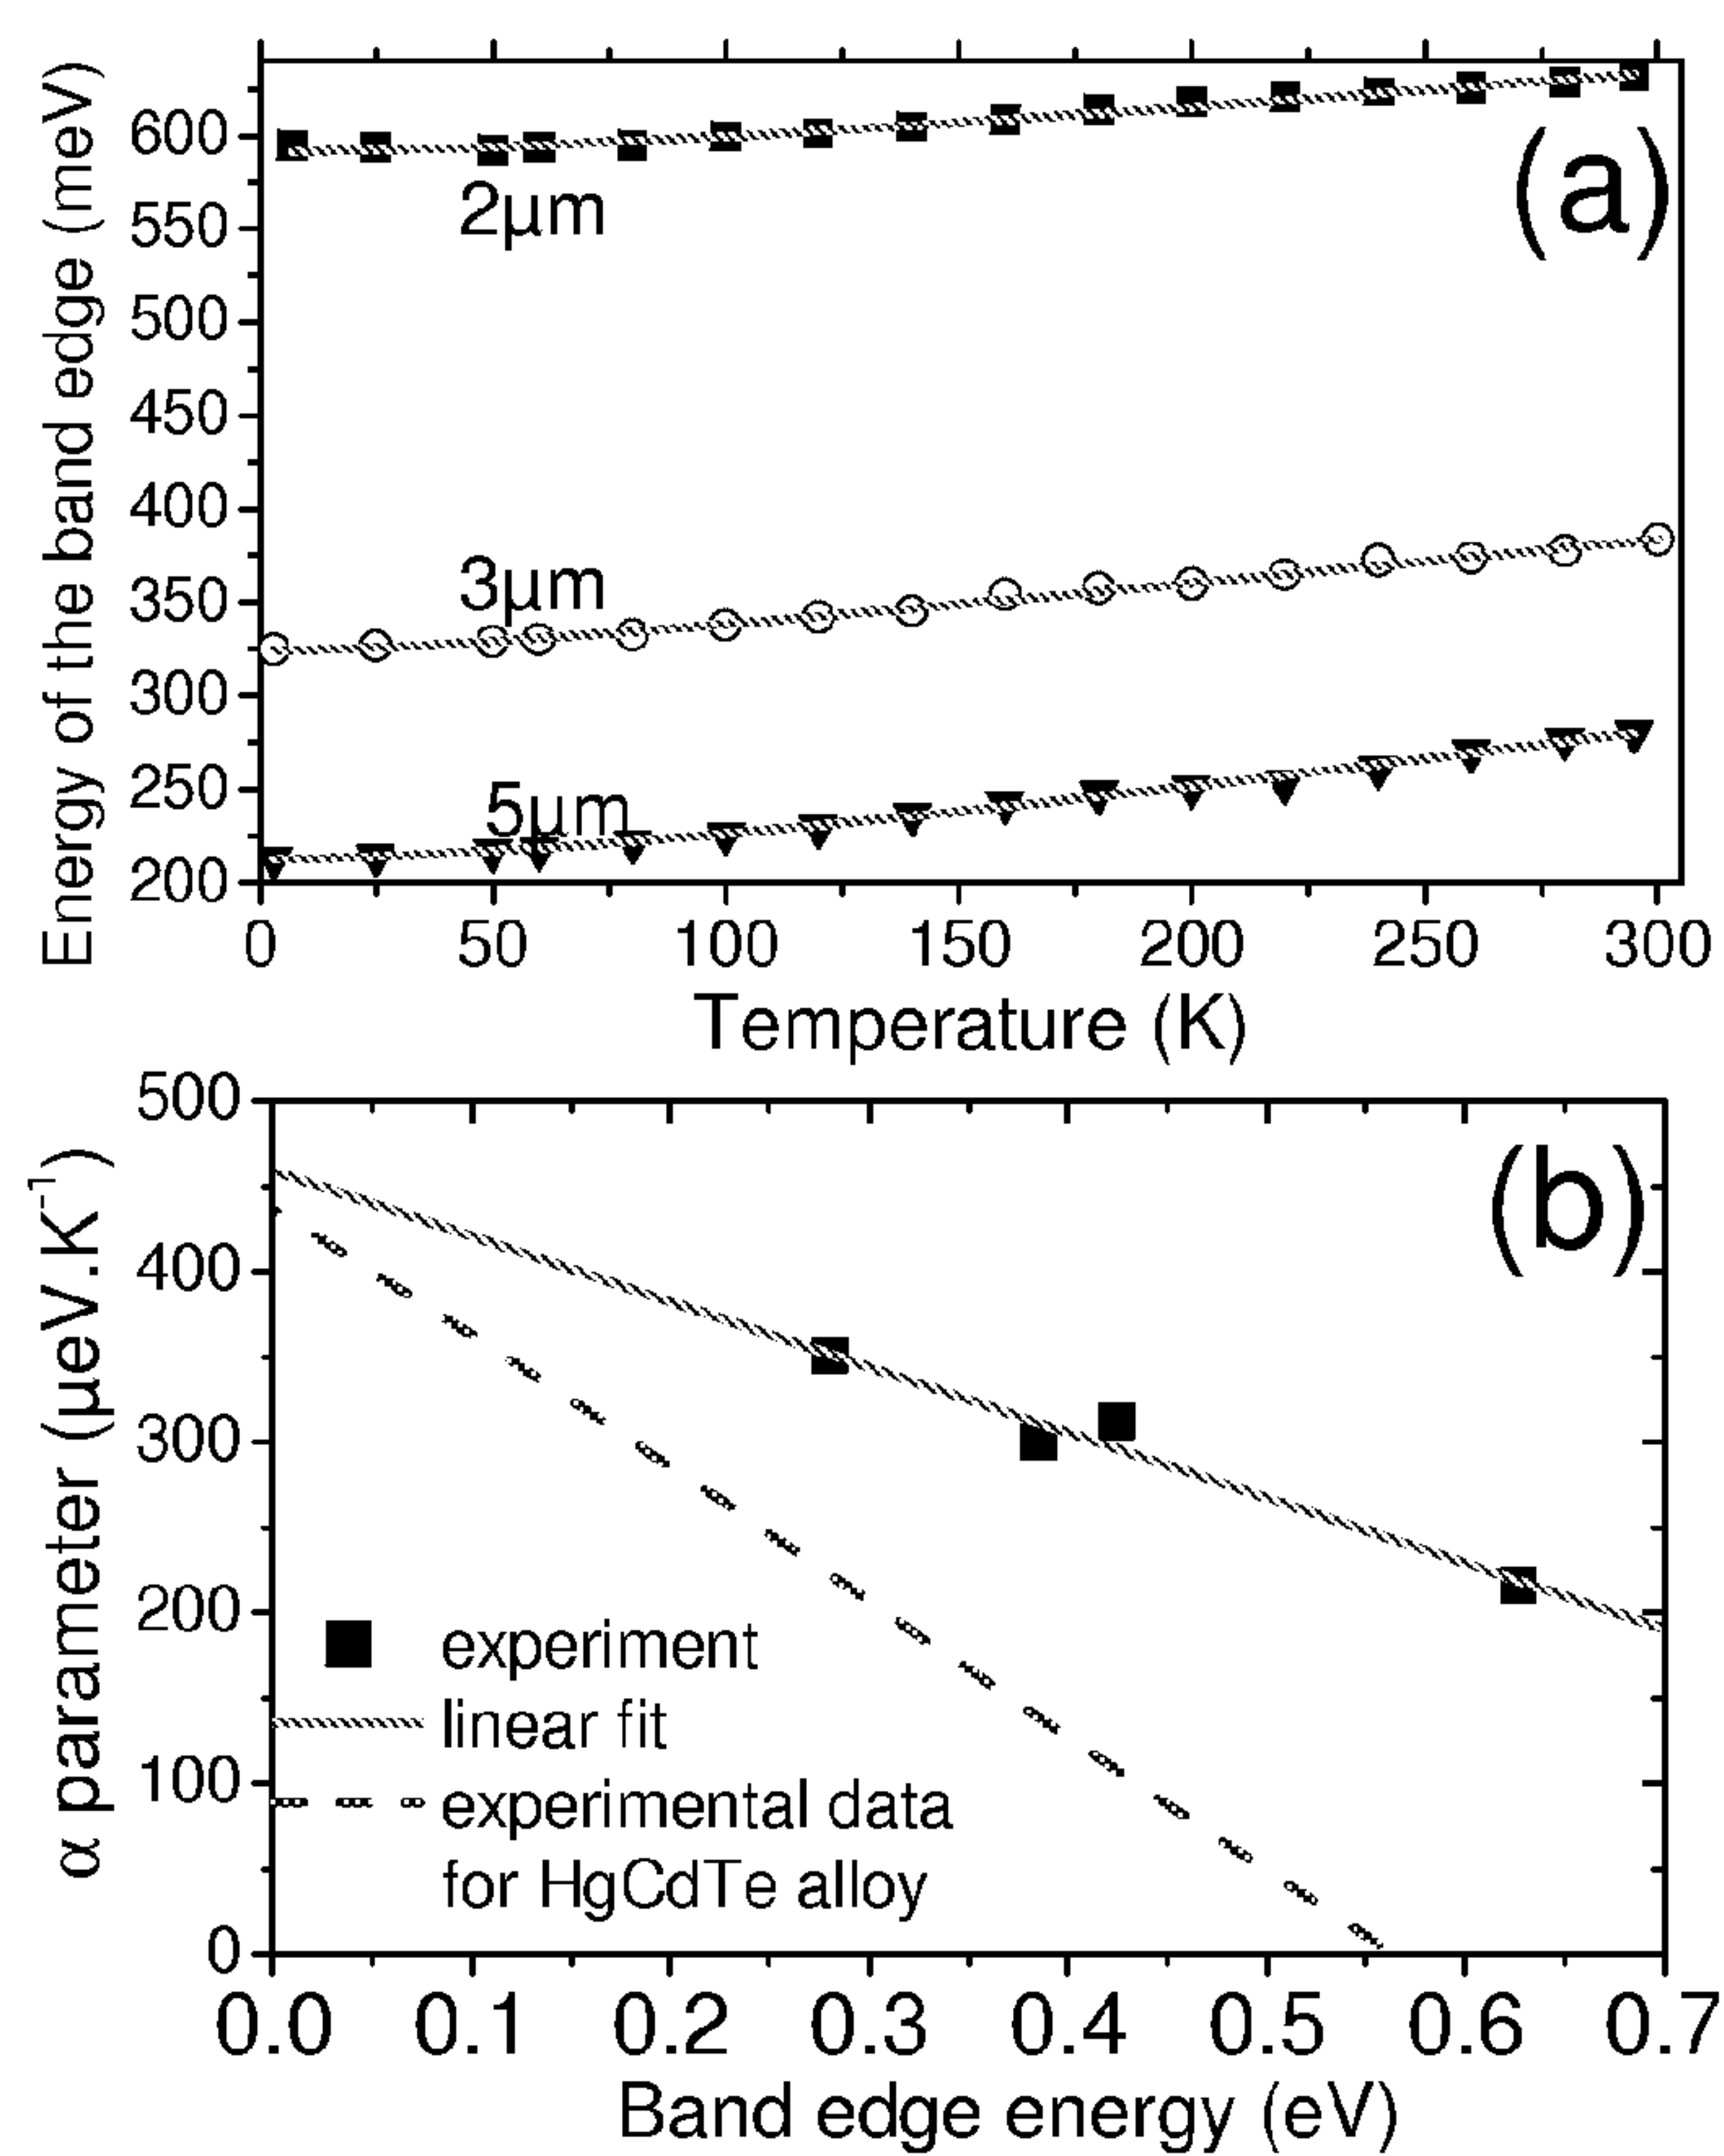 Energy of the band edge (meV)
600
550
500
450
400
350
300
250
200
(a)
2µm
3µm
5µm
0 50 100 150 200 250 300
Temperature (K)
α parameter (µeV.K⁻¹)
500
400
300
200
100
0
(b)
experiment
linear fit
experimental data
for HgCdTe alloy
0.0 0.1 0.2 0.3 0.4 0.5 0.6 0.7
Band edge energy (eV)